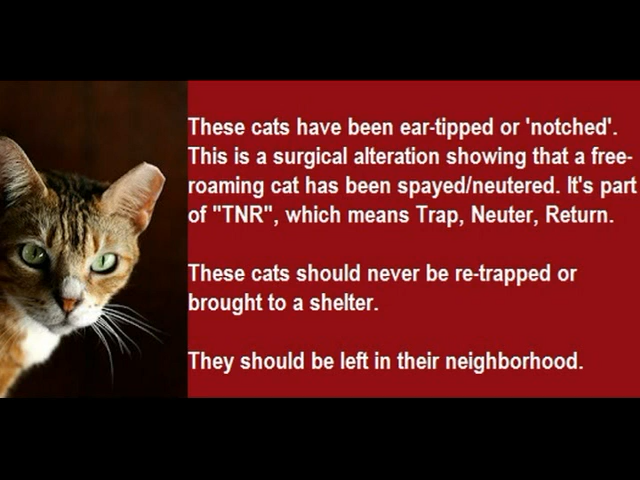 These cats have been ear-tipped or 'notched'.
This is a surgical alteration showing that a free-
roaming cat has been spayed/neutered. It's part
of "TNR", which means Trap, Neuter, Return.
These cats should never be re-trapped or
brought to a shelter.
They should be left in their neighborhood.